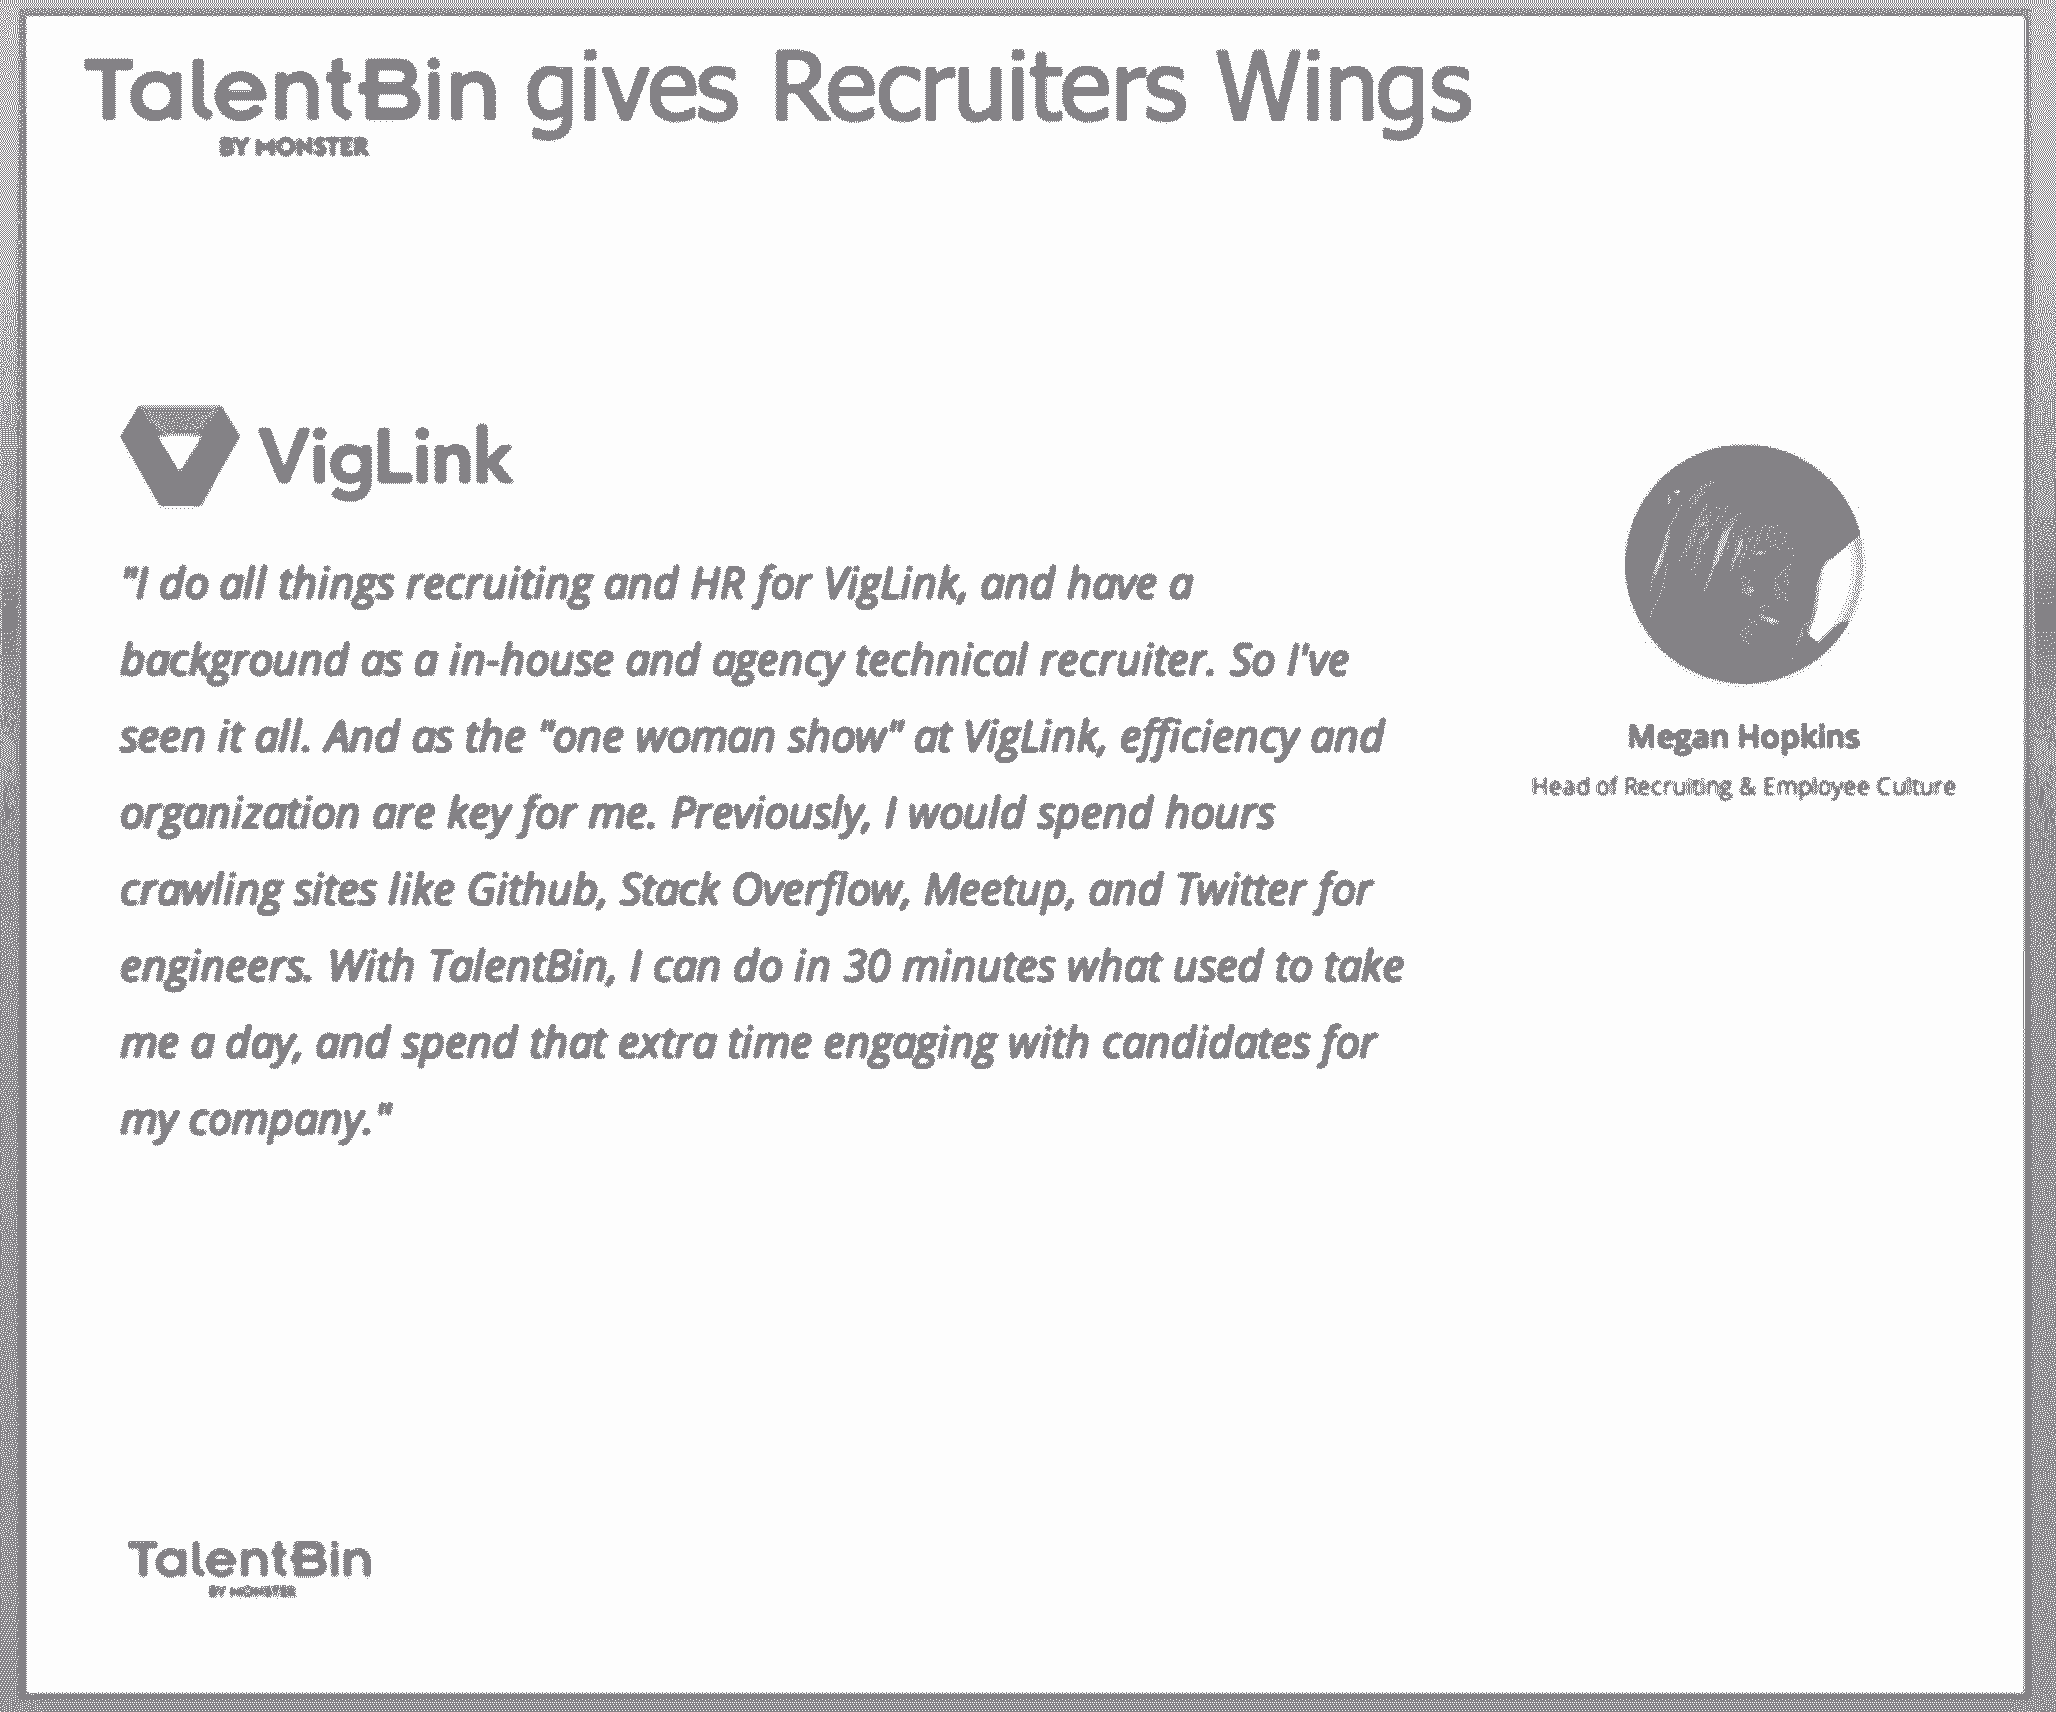 TalentBin gives Recruiters Wings
BY MONSTER
VigLink
"I do all things recruiting and HR for VigLink, and have a
background as a in-house and agency technical recruiter. So I've
seen it all. And as the "one woman show" at VigLink, efficiency and
organization are key for me. Previously, I would spend hours
crawling sites like Github, Stack Overflow, Meetup, and Twitter for
engineers. With TalentBin, I can do in 30 minutes what used to take
me a day, and spend that extra time engaging with candidates for
my company."
Megan Hopkins
Head of Recruiting & Employee Culture
TalentBin
BY MONSTER